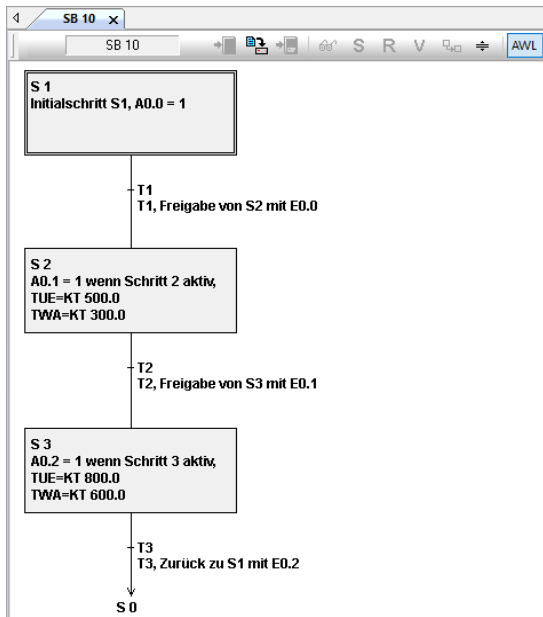 SB 10
SB 10
S R V
AWL
S 1
Initialschritt S1, A0.0 = 1
T1
T1, Freigabe von S2 mit E0.0
S 2
A0.1 = 1 wenn Schritt 2 aktiv,
TUE=KT 500.0
TWA=KT 300.0
T2
T2, Freigabe von S3 mit E0.1
S 3
A0.2 = 1 wenn Schritt 3 aktiv,
TUE=KT 800.0
TWA=KT 600.0
T3
T3, Zurück zu S1 mit E0.2
S 0